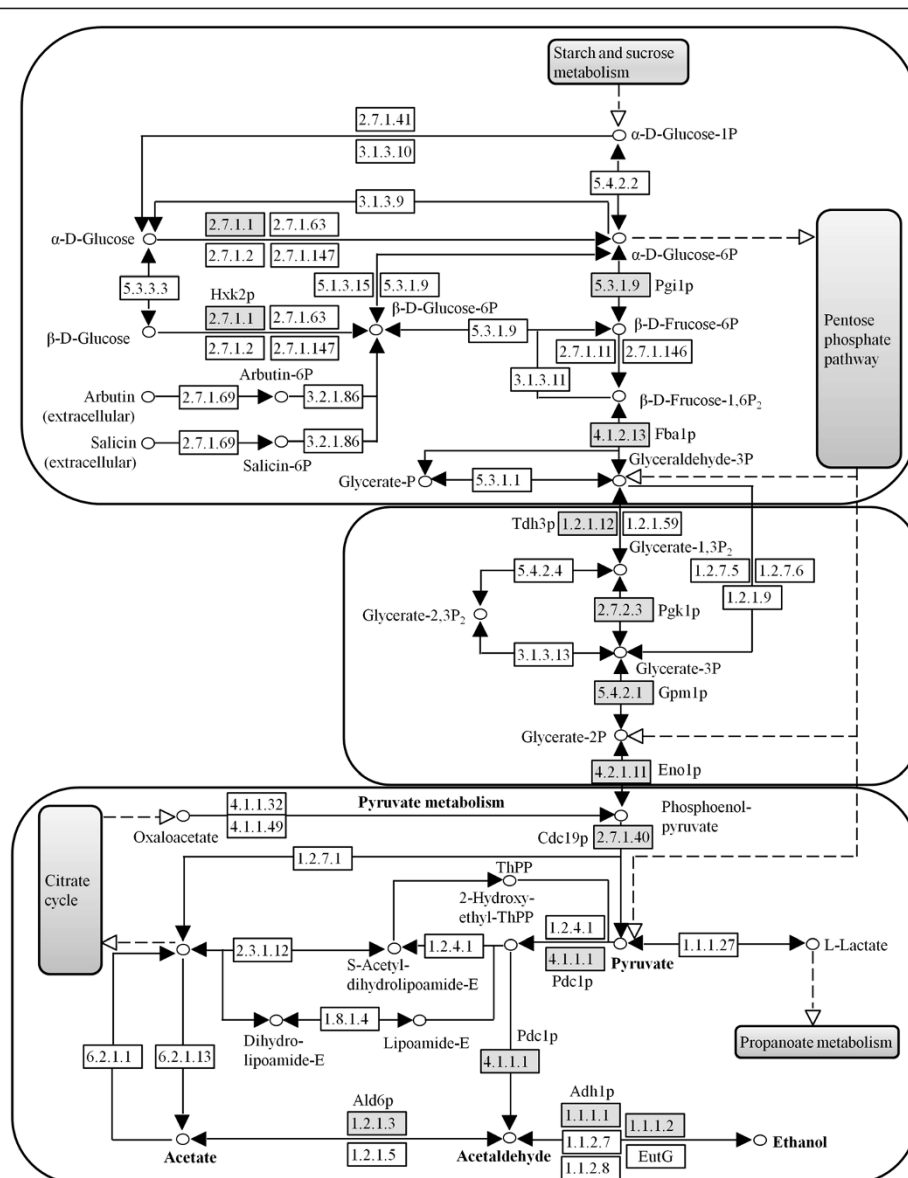 Starch and sucrose
metabolism
2.7.1.41
α-D-Glucose-1P
3.1.3.10
5.4.2.2
3.1.3.9
2.7.1.1
2.7.1.63
α-D-Glucose
2.7.1.2
2.7.1.147
α-D-Glucose-6P
5.3.3.3
5.1.3.15
5.3.1.9
5.3.1.9
Pgi1p
Hxk2p
β-D-Glucose-6P
2.7.1.1
2.7.1.63
β-D-Glucose
5.3.1.9
β-D-Frucose-6P
2.7.1.2
2.7.1.147
2.7.1.11
2.7.1.146
Pentose
phosphate
pathway
Arbutin-6P
3.1.3.11
Arbutin
(extracellular)
2.7.1.69
3.2.1.86
β-D-Frucose-1,6P₂
4.1.2.13
Fba1p
Salicin
(extracellular)
2.7.1.69
3.2.1.86
Salicin-6P
Glyceraldehyde-3P
Glycerate-P
5.3.1.1
Tdh3p
1.2.1.12
1.2.1.59
Glycerate-1,3P₂
5.4.2.4
1.2.7.5
1.2.7.6
1.2.1.9
Glycerate-2,3P₂
2.7.2.3
Pgk1p
3.1.3.13
Glycerate-3P
5.4.2.1
Gpm1p
Glycerate-2P
4.2.1.11
Eno1p
Pyruvate metabolism
4.1.1.32
4.1.1.49
Oxaloacetate
Phosphoenol-
pyruvate
Cdc19p
2.7.1.40
1.2.7.1
ThPP
Citrate
cycle
2-Hydroxy-
ethyl-ThPP
1.2.4.1
2.3.1.12
1.2.4.1
1.1.1.27
L-Lactate
S-Acetyl-
dihydrolipoamide-E
4.1.1.1
Pyruvate
Pdc1p
1.8.1.4
Dihydro-
lipoamide-E
Lipoamide-E
Pdc1p
Propanoate metabolism
6.2.1.1
6.2.1.13
4.1.1.1
Ald6p
Adh1p
1.2.1.3
1.1.1.1
1.1.1.2
1.2.1.5
1.1.2.7
EutG
1.1.2.8
Acetate
Acetaldehyde
Ethanol